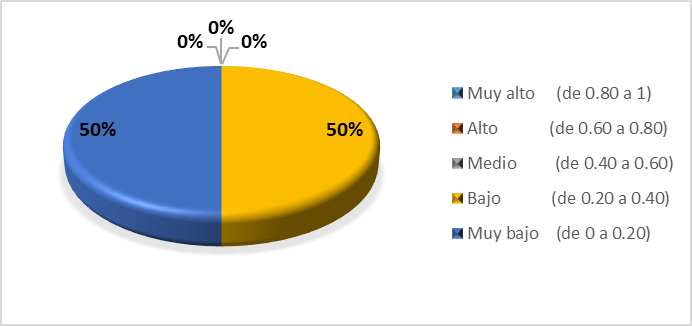 0%
0% 0%
50% 50%
Muy alto (de 0.80 a 1)
Alto (de 0.60 a 0.80)
Medio (de 0.40 a 0.60)
Bajo (de 0.20 a 0.40)
Muy bajo (de 0 a 0.20)